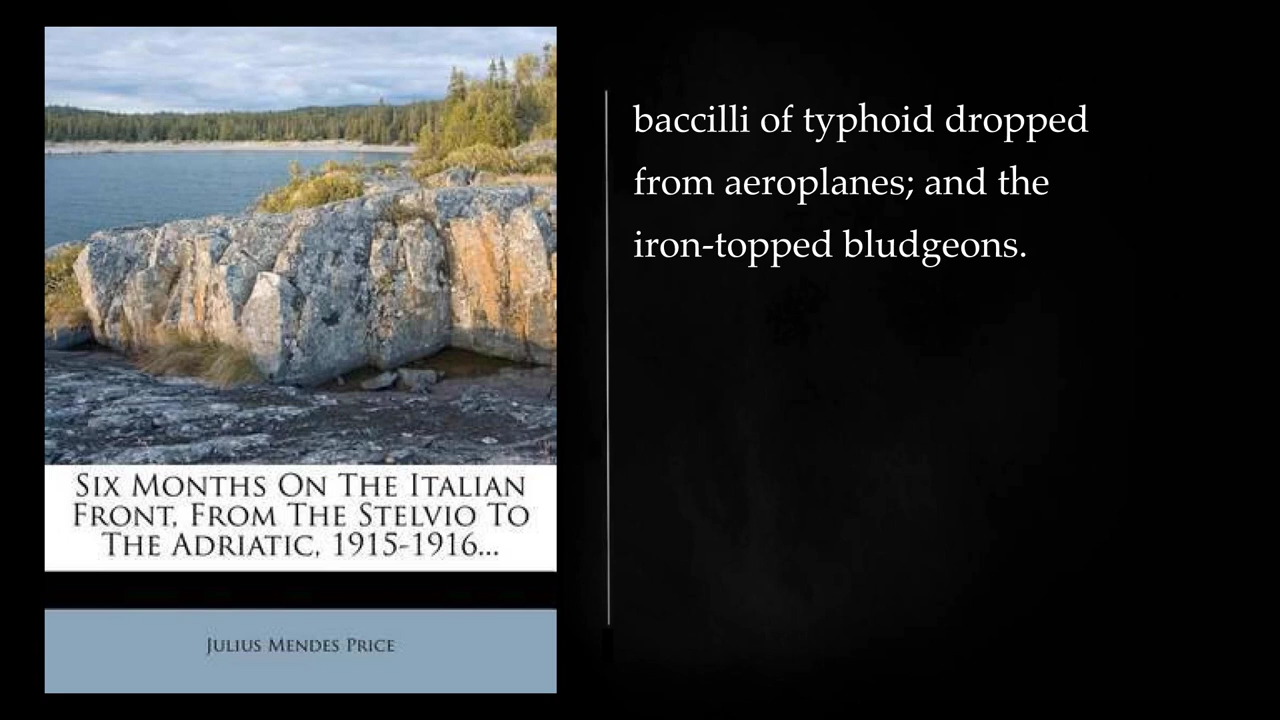 baccilli of typhoid dropped
from aeroplanes; and the
iron-topped bludgeons.
Six Months On The Italian
Front, From The Stelvio To
The Adriatic, 1915-1916...
Julius Mendes Price